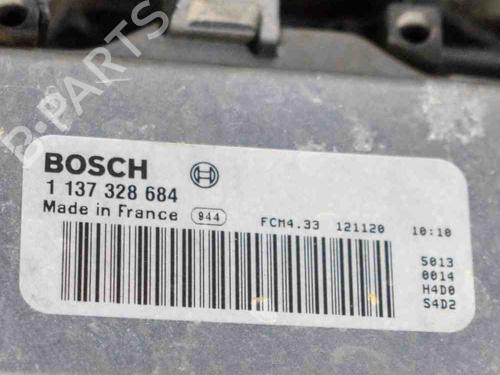 B-PARTS
BOSCH
1 137 328 684
Made in France 944 FCM4.33 121120 10:10
5013
0014
H4D0
S4D2